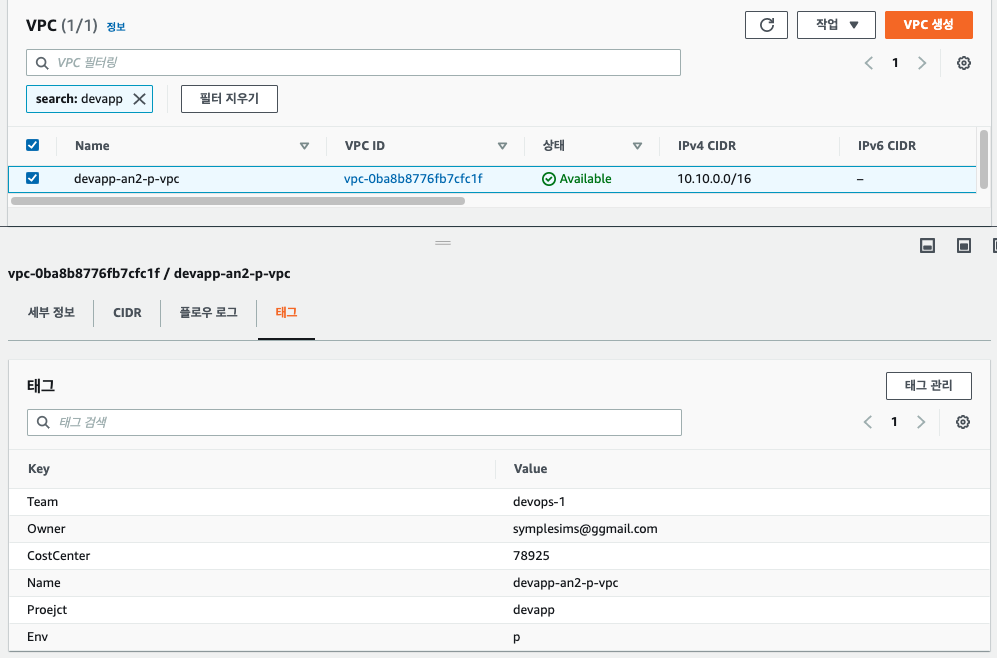 VPC (1/1) 정보
작업 ▼ VPC 생성
VPC 필터링
1
search: devapp
필터 지우기
Name VPC ID 상태 IPv4 CIDR IPv6 CIDR
devapp-an2-p-vpc vpc-0ba8b8776fb7cfc1f Available 10.10.0.0/16 –
vpc-0ba8b8776fb7cfc1f / devapp-an2-p-vpc
세부 정보 CIDR 플로우 로그 태그
태그
태그 관리
태그 검색
1
Key Value
Team devops-1
Owner symplesims@ggmail.com
CostCenter 78925
Name devapp-an2-p-vpc
Proejct devapp
Env p